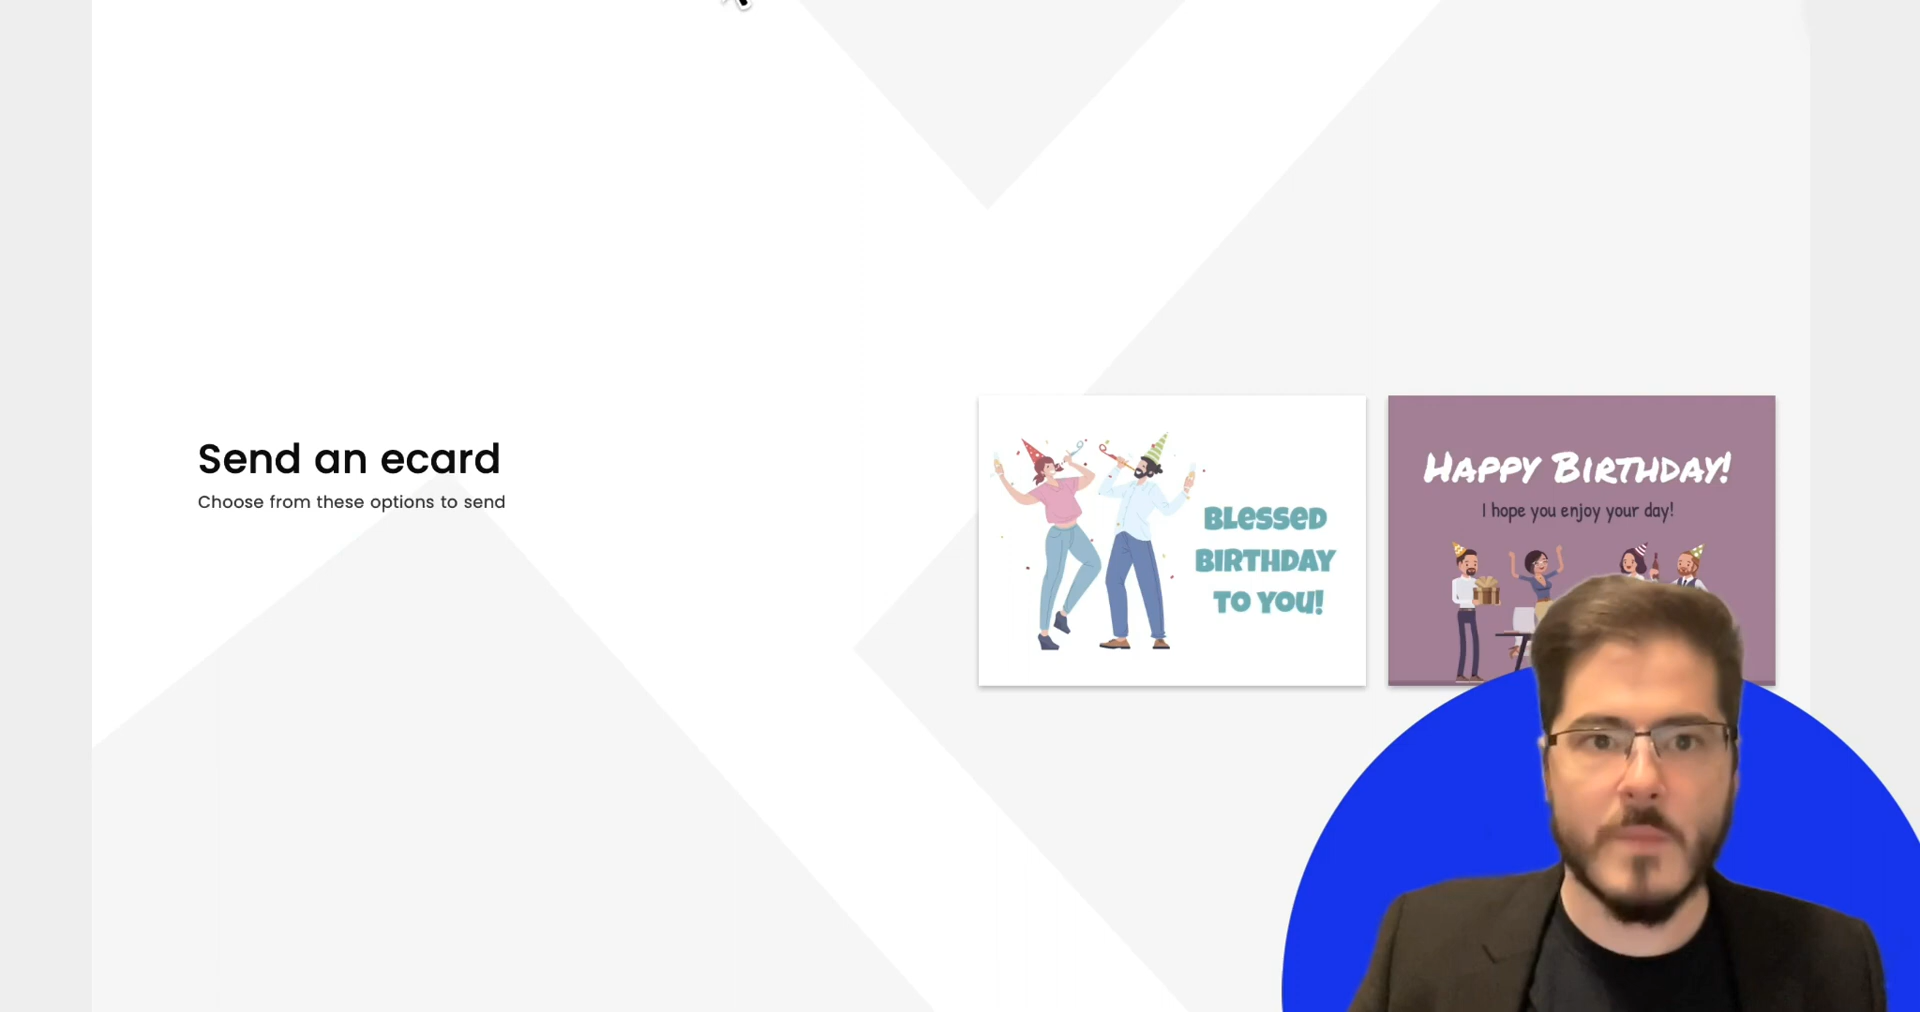 Send an ecard
Choose from these options to send
BLESSED
BIRTHDAY
TO YOU!
HAPPY BIRTHDAY!
I hope you enjoy your day!